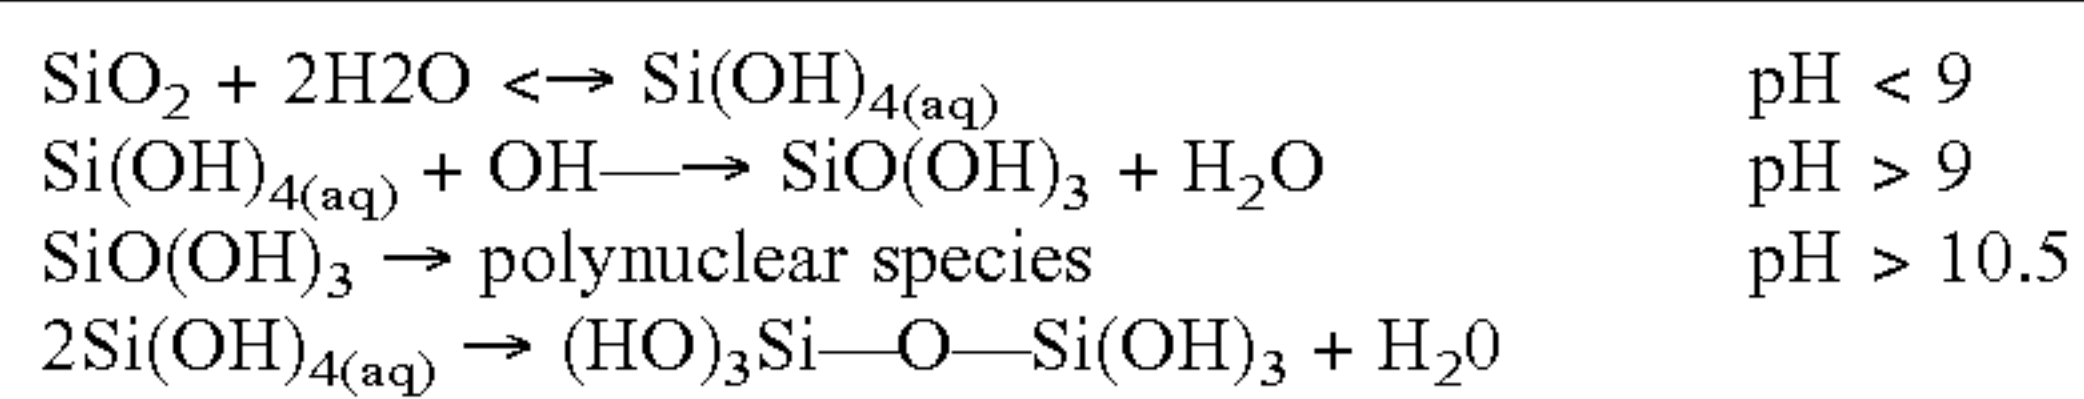 SiO₂ + 2H2O <→ Si(OH)₄₍aq₎ pH < 9
Si(OH)₄₍aq₎ + OH—→ SiO(OH)₃ + H₂O pH > 9
SiO(OH)₃ → polynuclear species pH > 10.5
2Si(OH)₄₍aq₎ → (HO)₃Si—O—Si(OH)₃ + H₂0